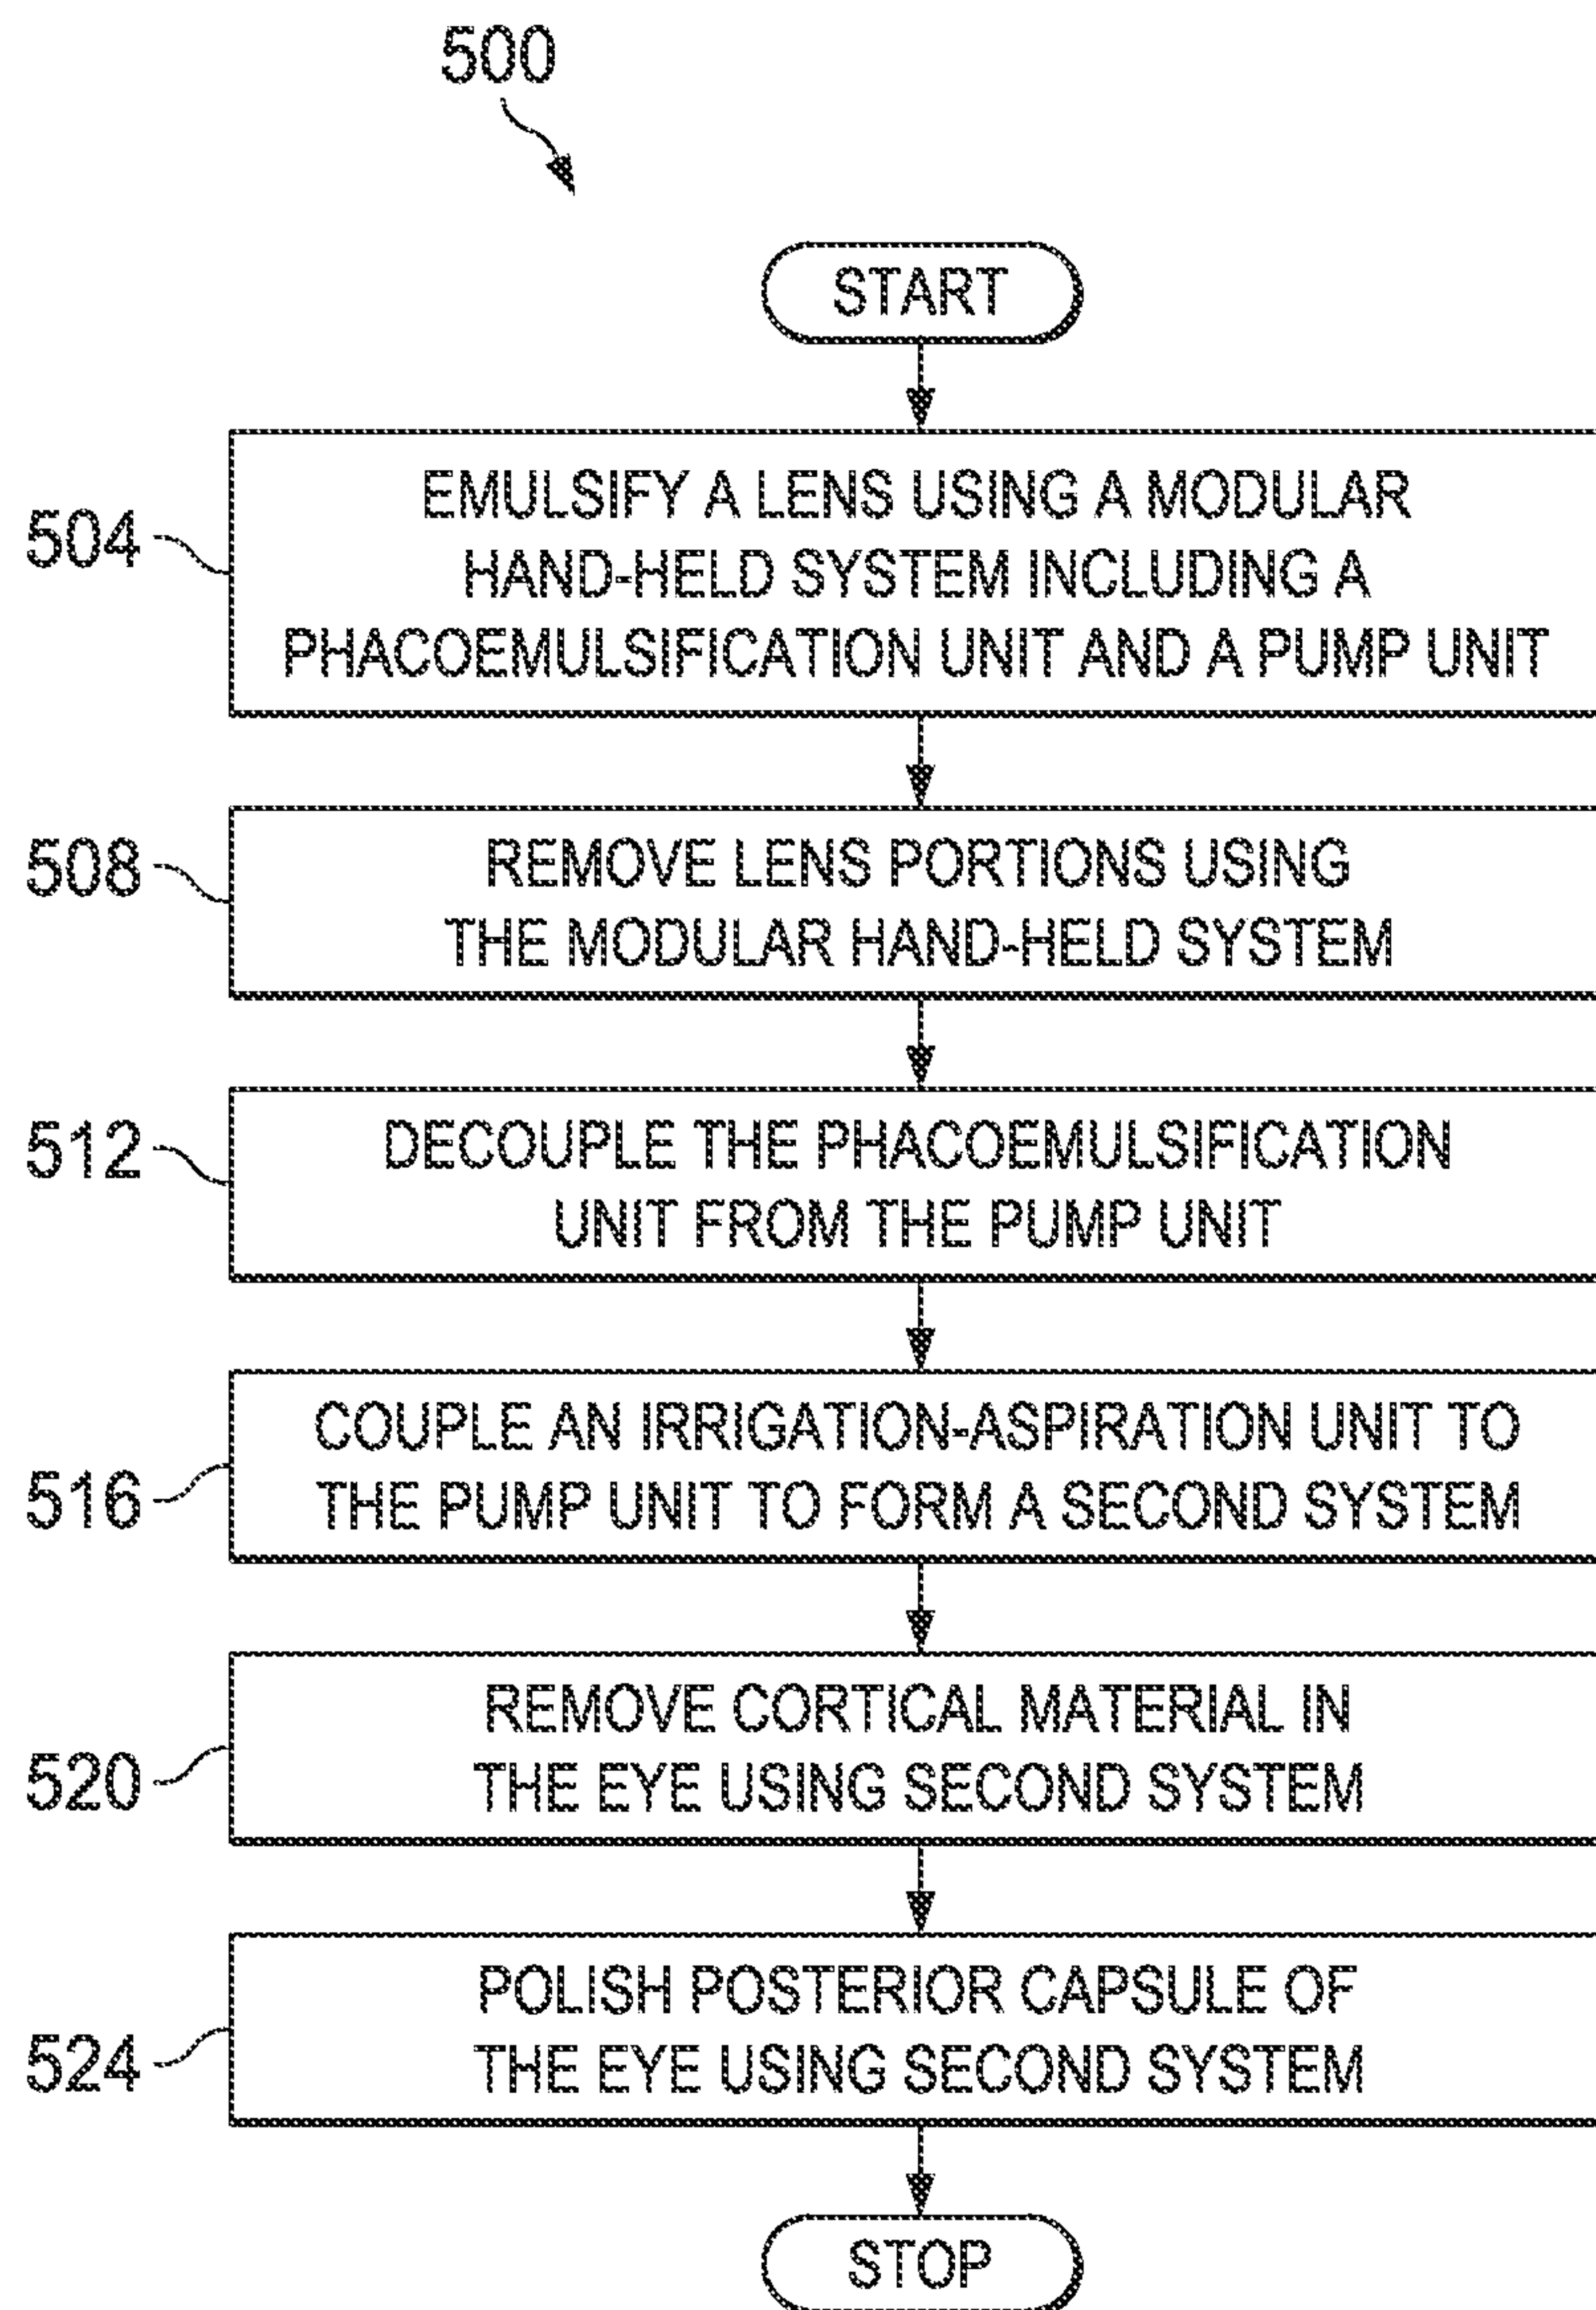 500
START
504
EMULSIFY A LENS USING A MODULAR
HAND-HELD SYSTEM INCLUDING A
PHACOEMULSIFICATION UNIT AND A PUMP UNIT
508
REMOVE LENS PORTIONS USING
THE MODULAR HAND-HELD SYSTEM
512
DECOUPLE THE PHACOEMULSIFICATION
UNIT FROM THE PUMP UNIT
516
COUPLE AN IRRIGATION-ASPIRATION UNIT TO
THE PUMP UNIT TO FORM A SECOND SYSTEM
520
REMOVE CORTICAL MATERIAL IN
THE EYE USING SECOND SYSTEM
524
POLISH POSTERIOR CAPSULE OF
THE EYE USING SECOND SYSTEM
STOP